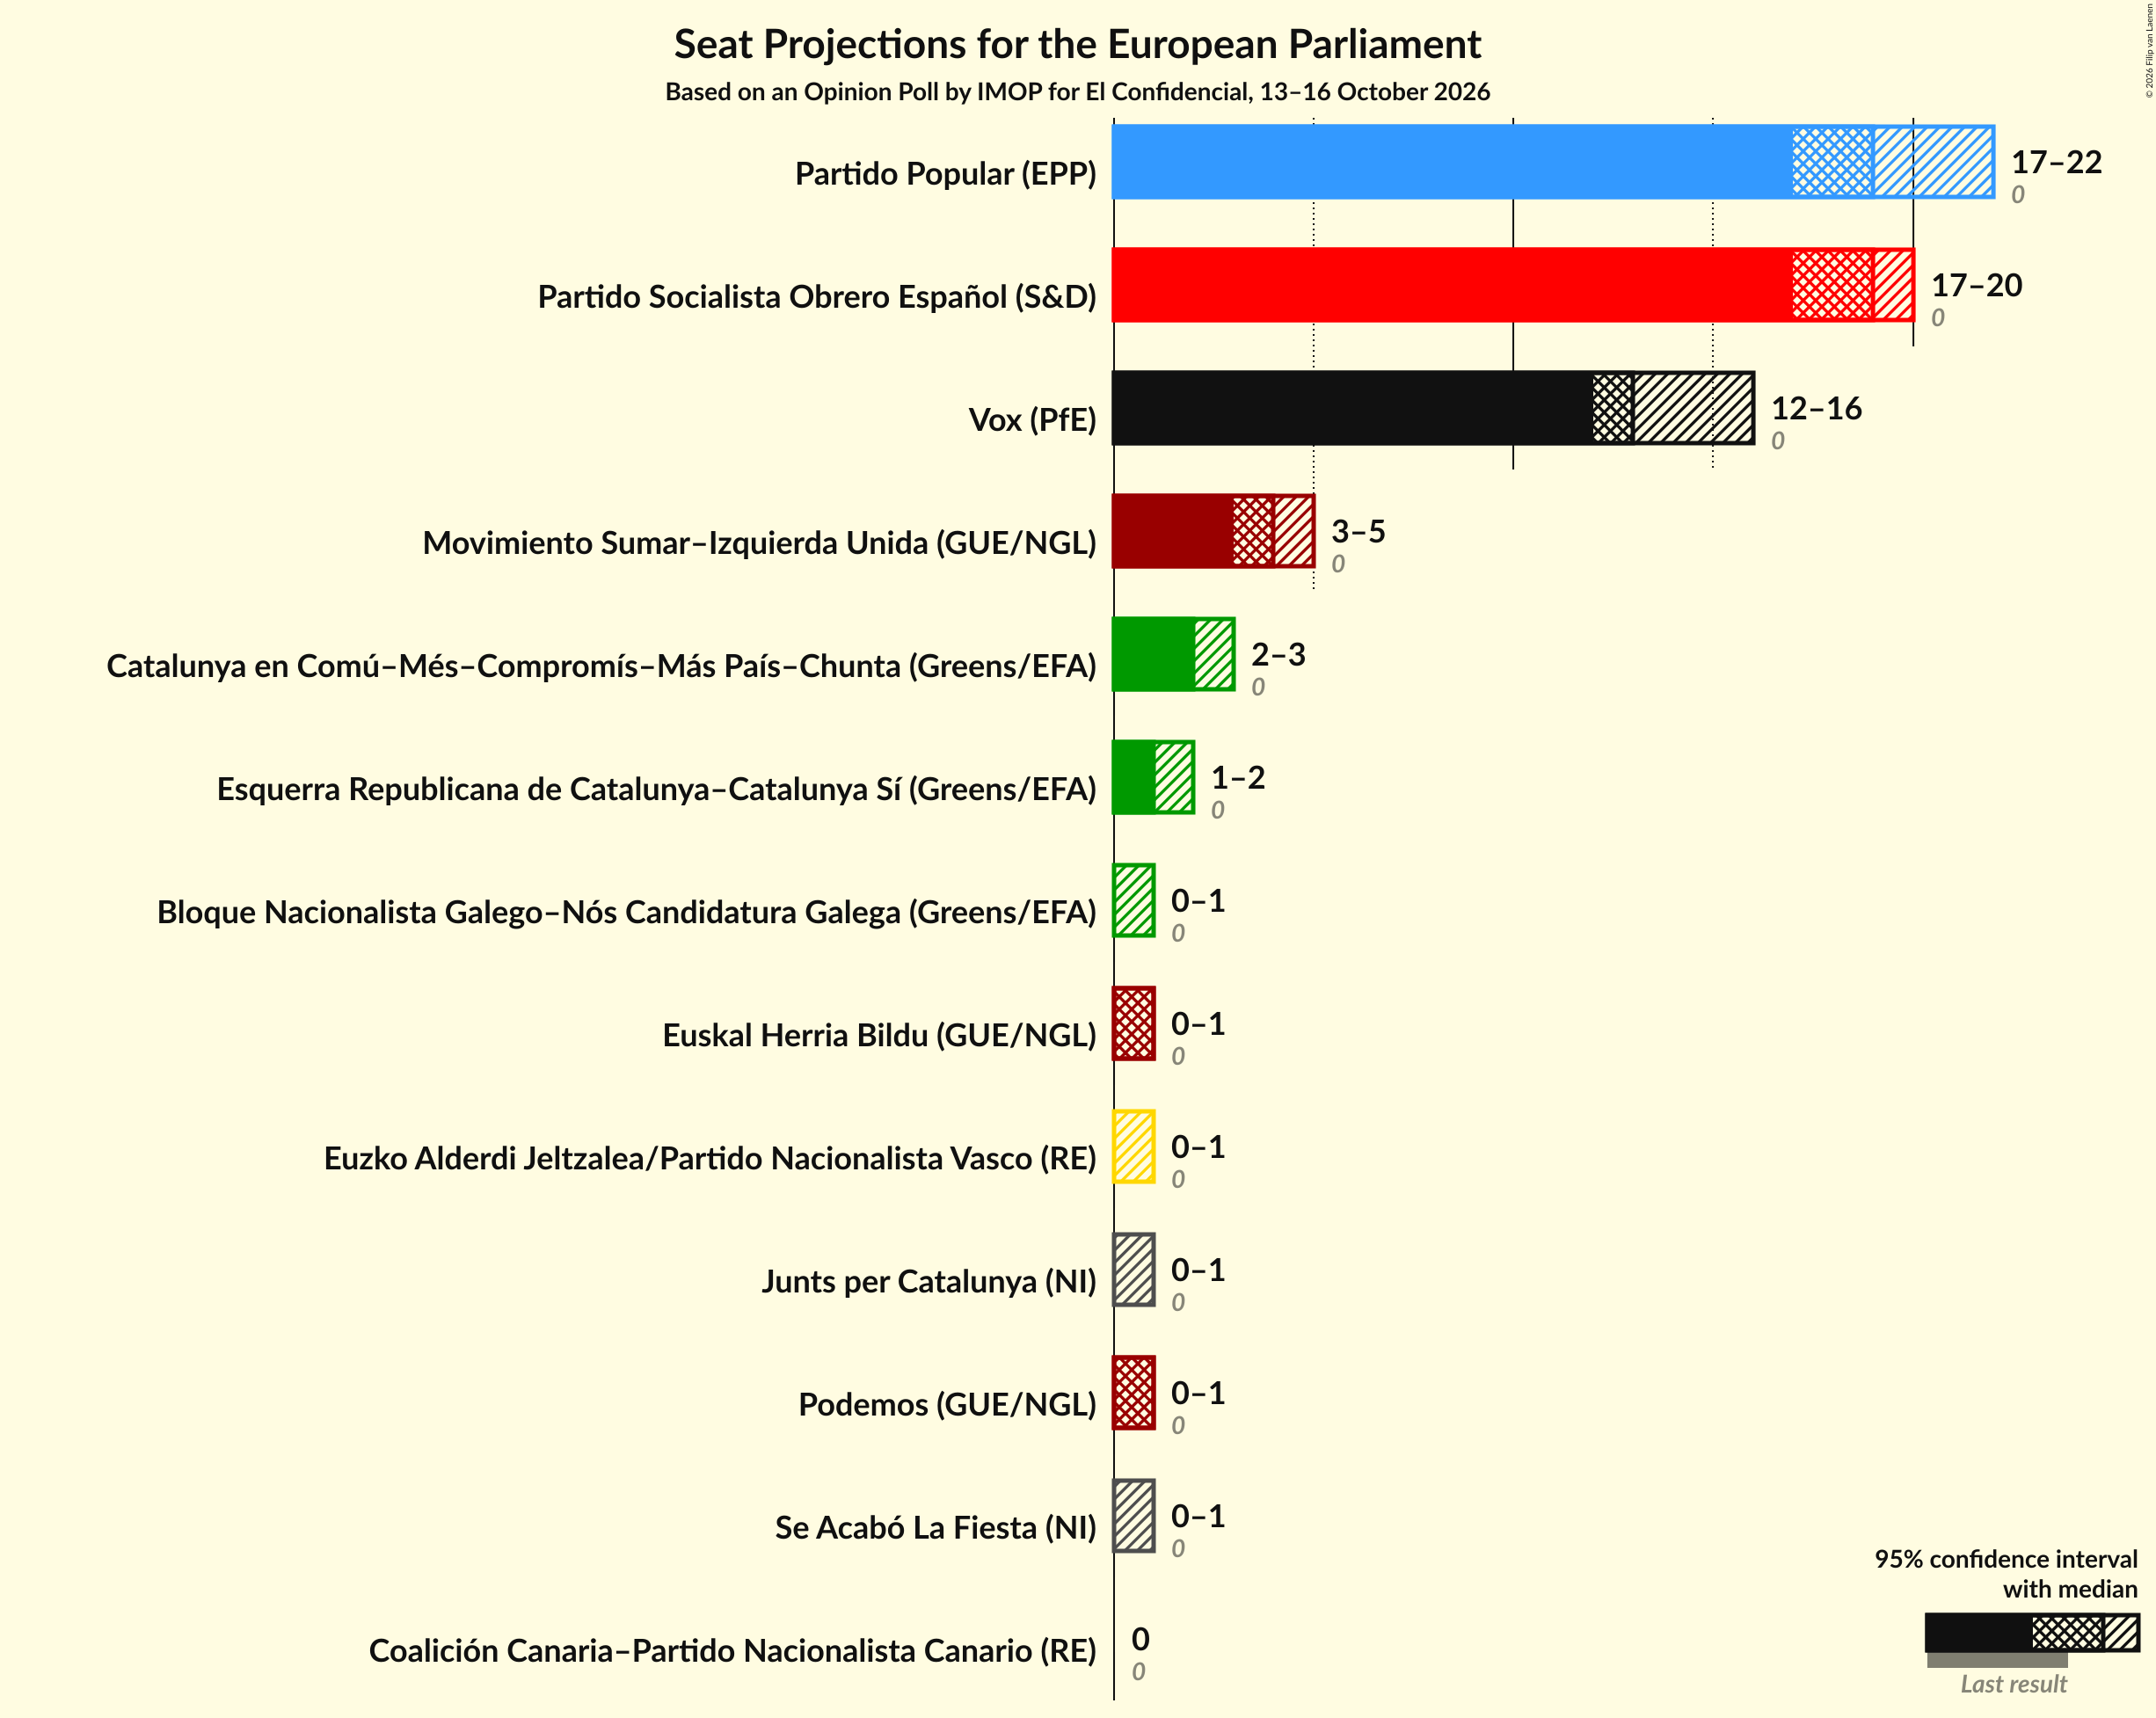 Seat Projections for the European Parliament
Based on an Opinion Poll by IMOP for El Confidencial, 13–16 October 2026
© 2026 Filip van Laenen
Partido Popular (EPP)
17–22
0
Partido Socialista Obrero Español (S&D)
17–20
0
Vox (PfE)
12–16
0
Movimiento Sumar–Izquierda Unida (GUE/NGL)
3–5
0
Catalunya en Comú–Més–Compromís–Más País–Chunta (Greens/EFA)
2–3
0
Esquerra Republicana de Catalunya–Catalunya Sí (Greens/EFA)
1–2
0
Bloque Nacionalista Galego–Nós Candidatura Galega (Greens/EFA)
0–1
0
Euskal Herria Bildu (GUE/NGL)
0–1
0
Euzko Alderdi Jeltzalea/Partido Nacionalista Vasco (RE)
0–1
0
Junts per Catalunya (NI)
0–1
0
Podemos (GUE/NGL)
0–1
0
Se Acabó La Fiesta (NI)
0–1
0
Coalición Canaria–Partido Nacionalista Canario (RE)
0
0
95% confidence interval
with median
Last result